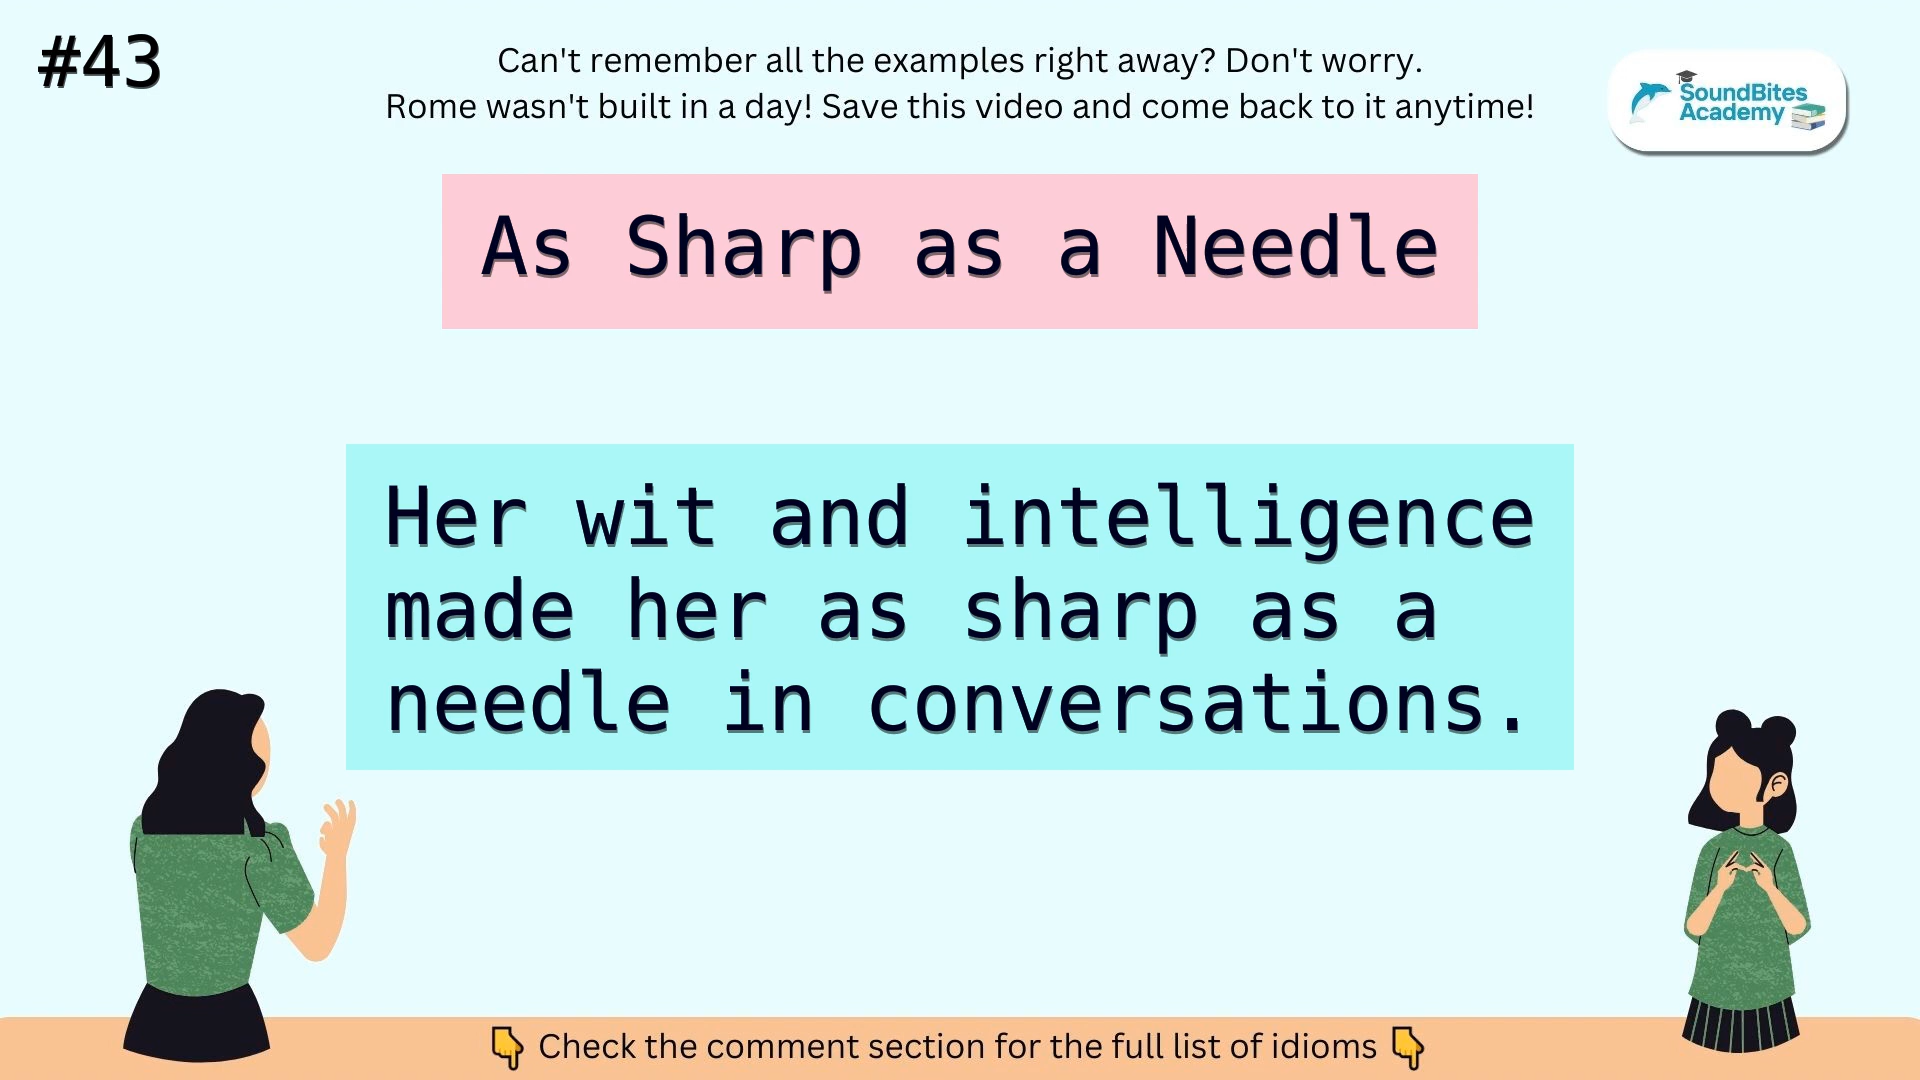 #43
Can't remember all the examples right away? Don't worry.
Rome wasn't built in a day! Save this video and come back to it anytime!
SoundBites
Academy
As Sharp as a Needle
Her wit and intelligence
made her as sharp as a
needle in conversations.
👇 Check the comment section for the full list of idioms 👇